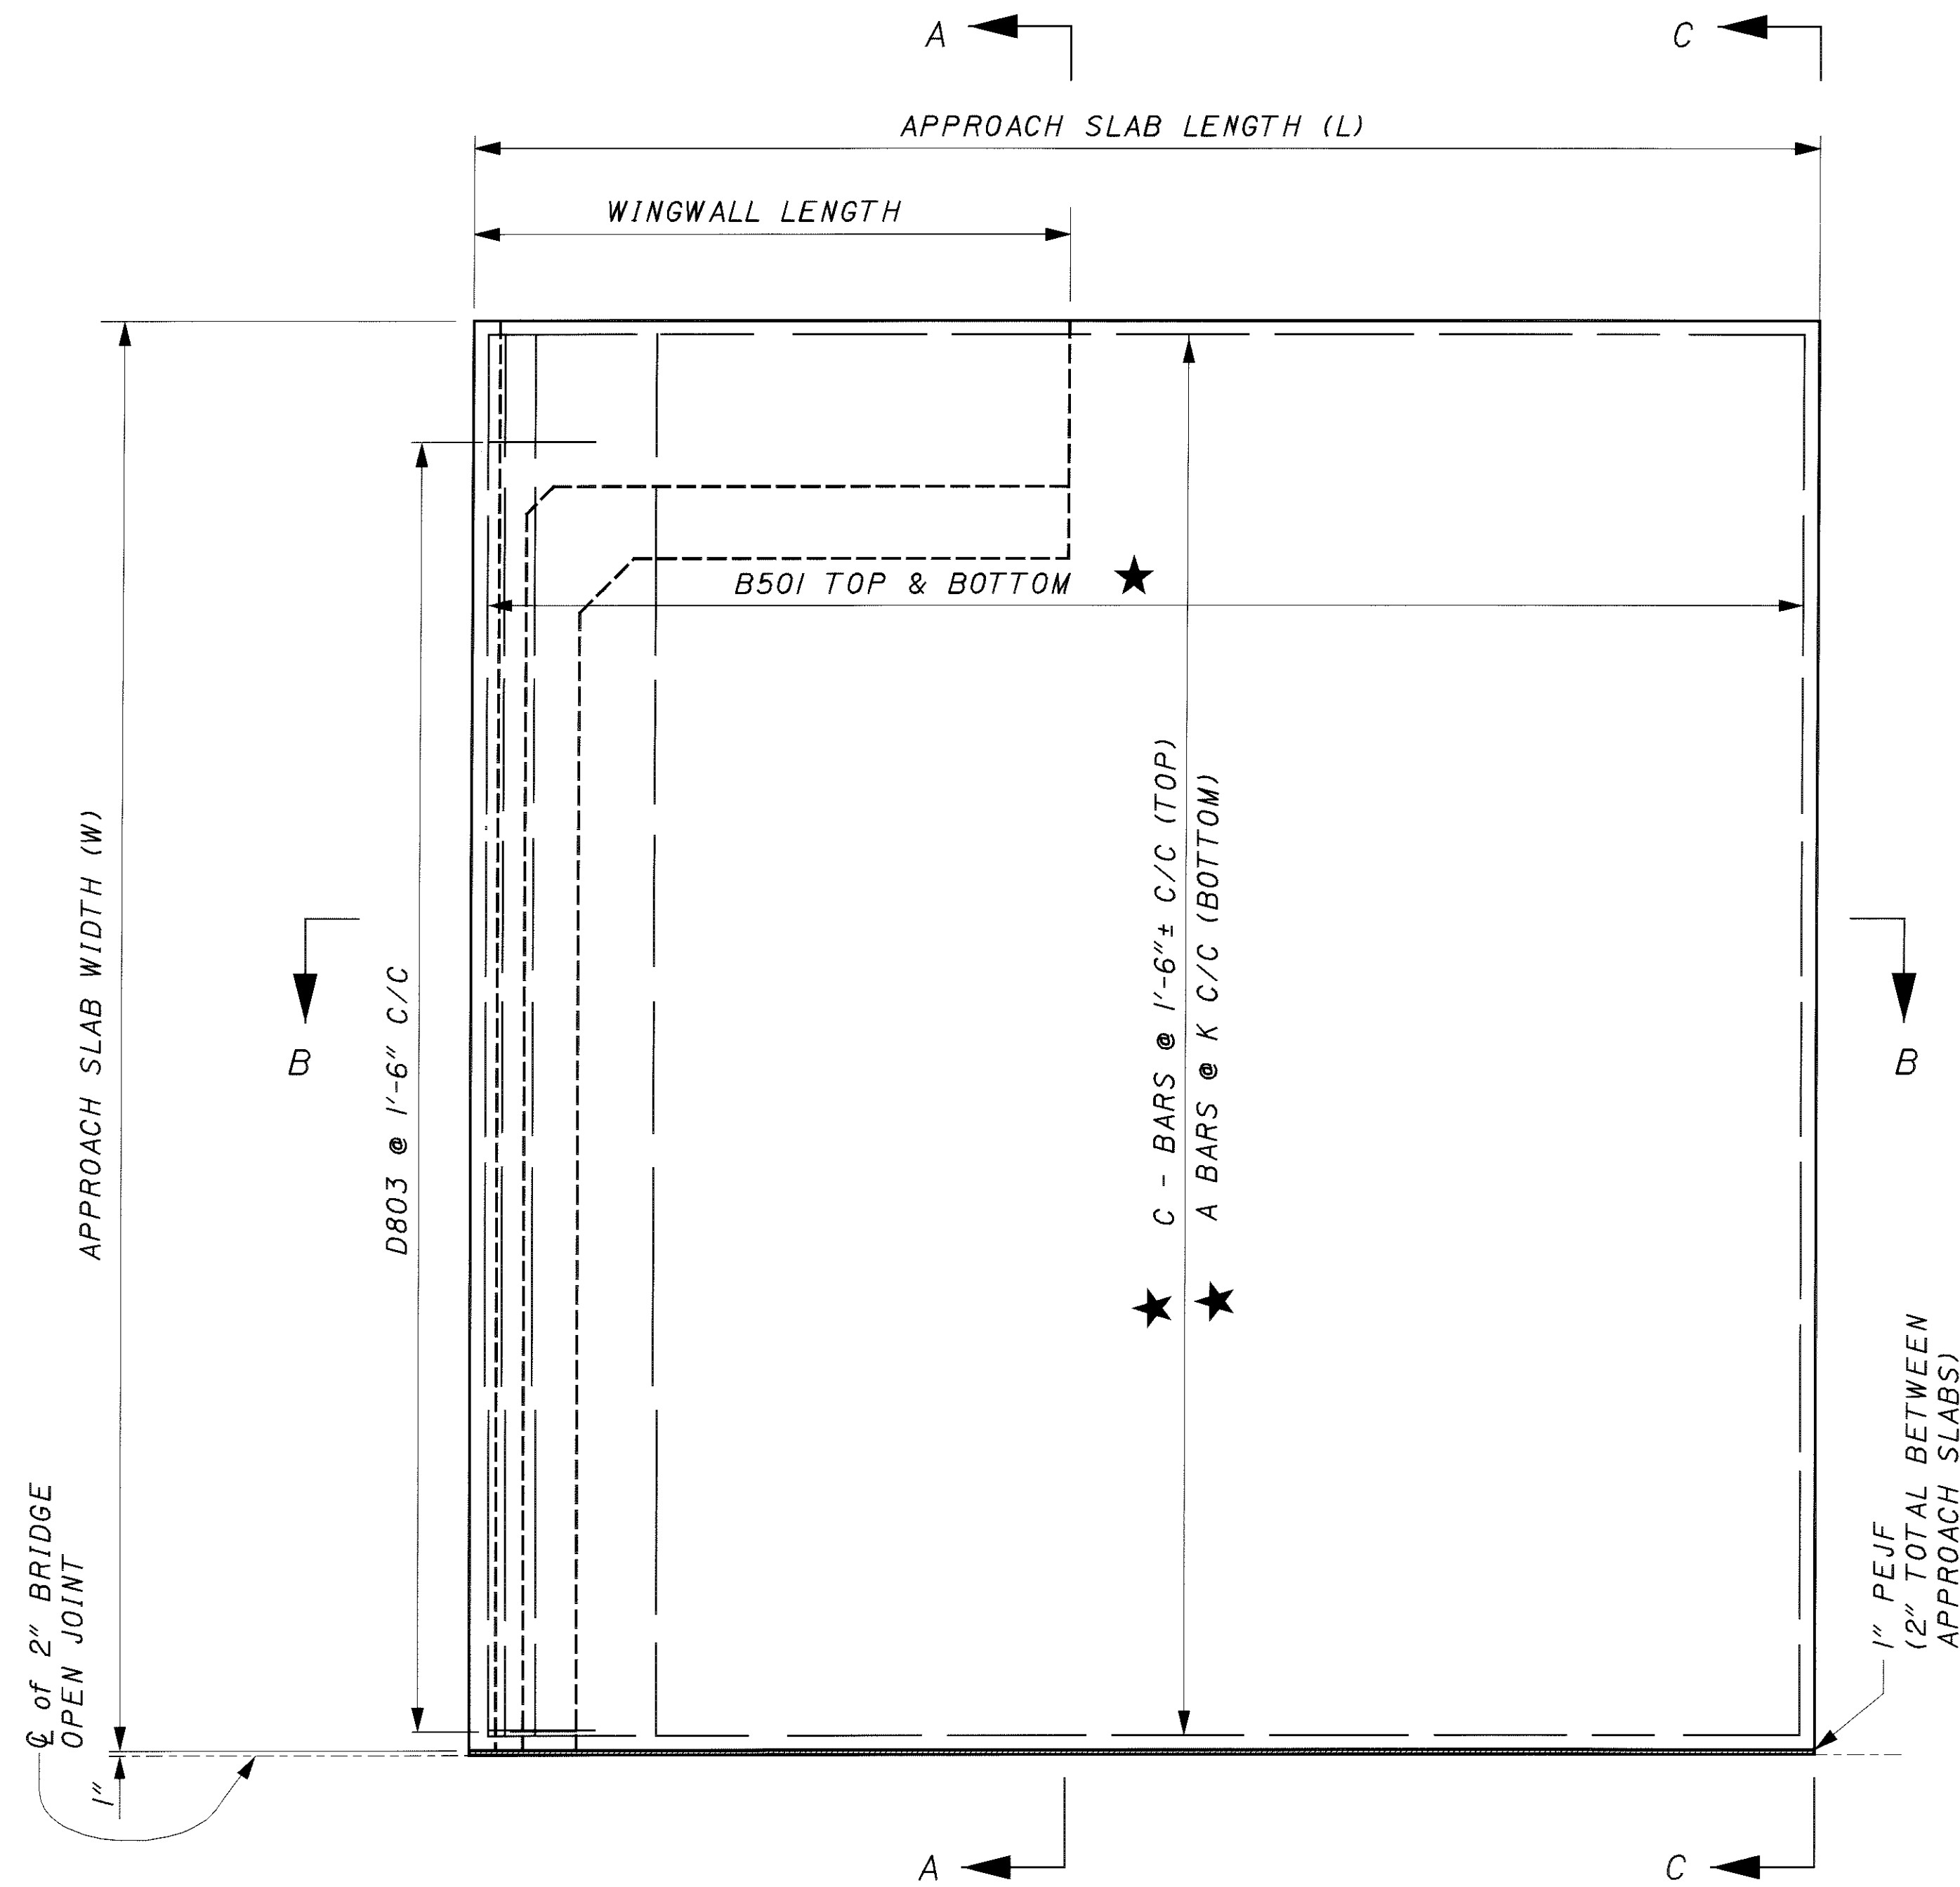 A
C
APPROACH SLAB LENGTH (L)
WINGWALL LENGTH
B501 TOP & BOTTOM ★
APPROACH SLAB WIDTH (W)
D803 @ 1'-6" C/C
★ C - BARS @ 1'-6"± C/C (TOP)
★ A BARS @ K C/C (BOTTOM)
B
B
℄ of 2" BRIDGE
OPEN JOINT
1"
1" PEJF
(2" TOTAL BETWEEN
APPROACH SLABS)
A
C